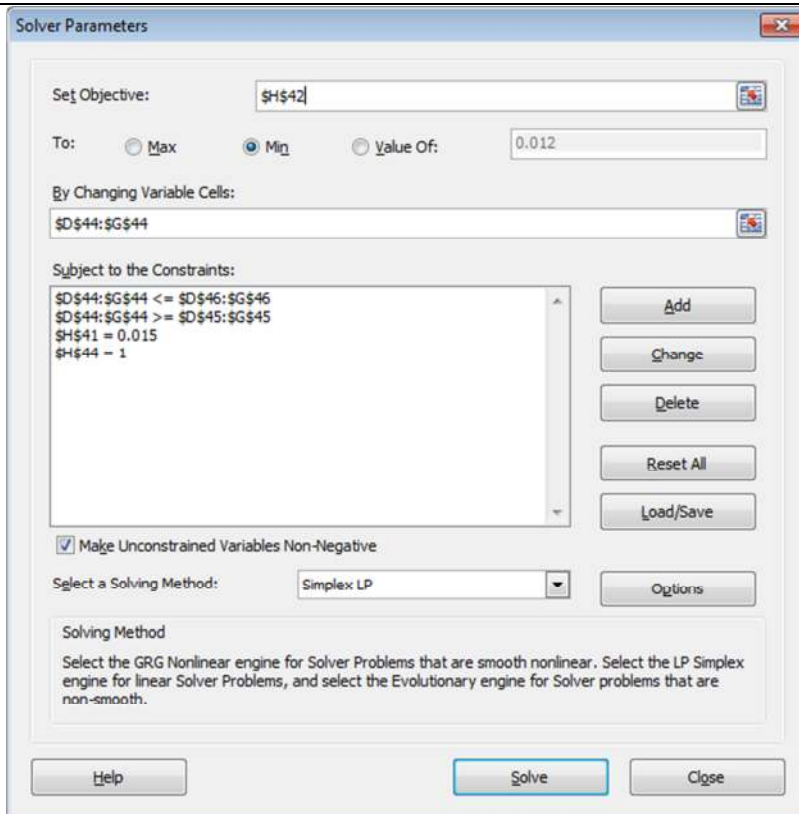 Solver Parameters
Set Objective:
$H$42
To:
Max
Min
Value Of:
0.012
By Changing Variable Cells:
$D$44:$G$44
Subject to the Constraints:
$D$44:$G$44 <= $D$46:$G$46
$D$44:$G$44 >= $D$45:$G$45
$H$41 = 0.015
$H$44 = 1
Add
Change
Delete
Reset All
Load/Save
Make Unconstrained Variables Non-Negative
Select a Solving Method:
Simplex LP
Options
Solving Method
Select the GRG Nonlinear engine for Solver Problems that are smooth nonlinear. Select the LP Simplex
engine for linear Solver Problems, and select the Evolutionary engine for Solver problems that are
non-smooth.
Help
Solve
Close